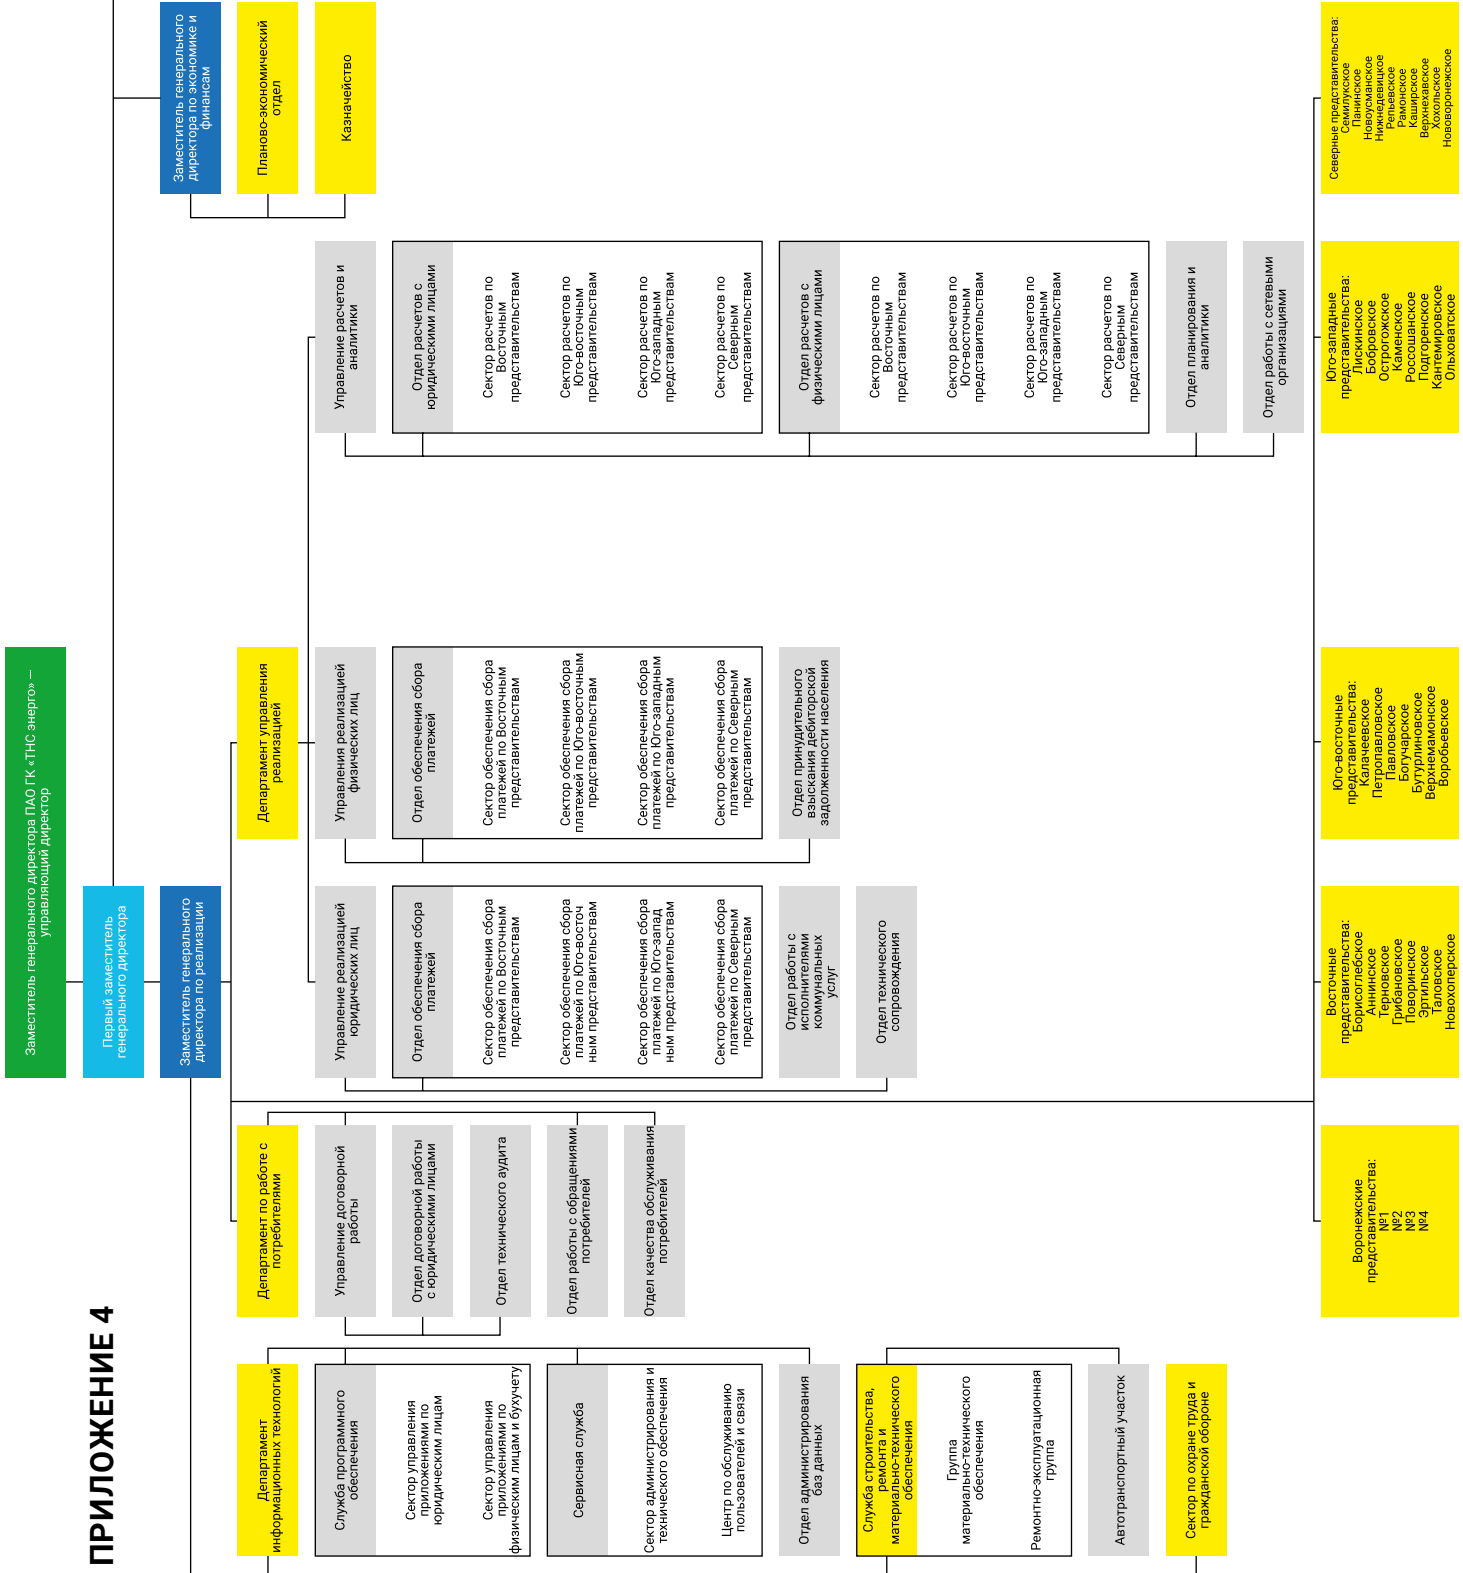 ПРИЛОЖЕНИЕ 4
Заместитель генерального директора ПАО ГК «ТНС энерго» —
управляющий директор
Первый заместитель
генерального директора
Заместитель генерального
директора по реализации
Заместитель генерального
директора по экономике и
финансам
Планово-экономический
отдел
Казначейство
Департамент
информационных технологий
Служба программного
обеспечения
Сектор управления
приложениями по
юридическим лицам
Сектор управления
приложениями по
физическим лицам и бухучету
Сервисная служба
Сектор администрирования и
технического обеспечения
Центр по обслуживанию
пользователей и связи
Отдел администрирования
баз данных
Служба строительства,
ремонта и
материально-технического
обеспечения
Группа
материально-технического
обеспечения
Ремонтно-эксплуатационная
группа
Автотранспортный участок
Сектор по охране труда и
гражданской обороне
Департамент по работе с
потребителями
Управление договорной
работы
Отдел договорной работы
с юридическими лицами
Отдел технического аудита
Отдел работы с обращениями
потребителей
Отдел качества обслуживания
потребителей
Департамент управления
реализацией
Управление реализацией
юридических лиц
Отдел обеспечения сбора
платежей
Сектор обеспечения сбора
платежей по Восточным
представительствам
Сектор обеспечения сбора
платежей по Юго-восточ
ным представительствам
Сектор обеспечения сбора
платежей по Юго-запад
ным представительствам
Сектор обеспечения сбора
платежей по Северным
представительствам
Отдел работы с
исполнителями
коммунальных
услуг
Отдел технического
сопровождения
Управления реализацией
физических лиц
Отдел обеспечения сбора
платежей
Сектор обеспечения сбора
платежей по Восточным
представительствам
Сектор обеспечения сбора
платежей по Юго-восточным
представительствам
Сектор обеспечения сбора
платежей по Юго-западным
представительствам
Сектор обеспечения сбора
платежей по Северным
представительствам
Отдел принудительного
взыскания дебиторской
задолженности населения
Управление расчетов и
аналитики
Отдел расчетов с
юридическими лицами
Сектор расчетов по
Восточным
представительствам
Сектор расчетов по
Юго-восточным
представительствам
Сектор расчетов по
Юго-западным
представительствам
Сектор расчетов по
Северным
представительствам
Отдел расчетов с
физическими лицами
Сектор расчетов по
Восточным
представительствам
Сектор расчетов по
Юго-восточным
представительствам
Сектор расчетов по
Юго-западным
представительствам
Сектор расчетов по
Северным
представительствам
Отдел планирования и
аналитики
Отдел работы с сетевыми
организациями
Воронежские
представительства:
№1
№2
№3
№4
Восточные
представительства:
Борисоглебское
Аннинское
Терновское
Грибановское
Поворинское
Эртильское
Таловское
Новохоперское
Юго-восточные
представительства:
Калачеевское
Петропавловское
Павловское
Богучарское
Бутурлиновское
Верхнемамонское
Воробьевское
Юго-западные
представительства:
Лискинское
Бобровское
Острогожское
Каменское
Россошанское
Подгоренское
Кантемировское
Ольховатское
Северные представительства:
Семилукское
Панинское
Новоусманское
Нижнедевицкое
Репьевское
Рамонское
Каширское
Верхнехавское
Хохольское
Нововоронежское